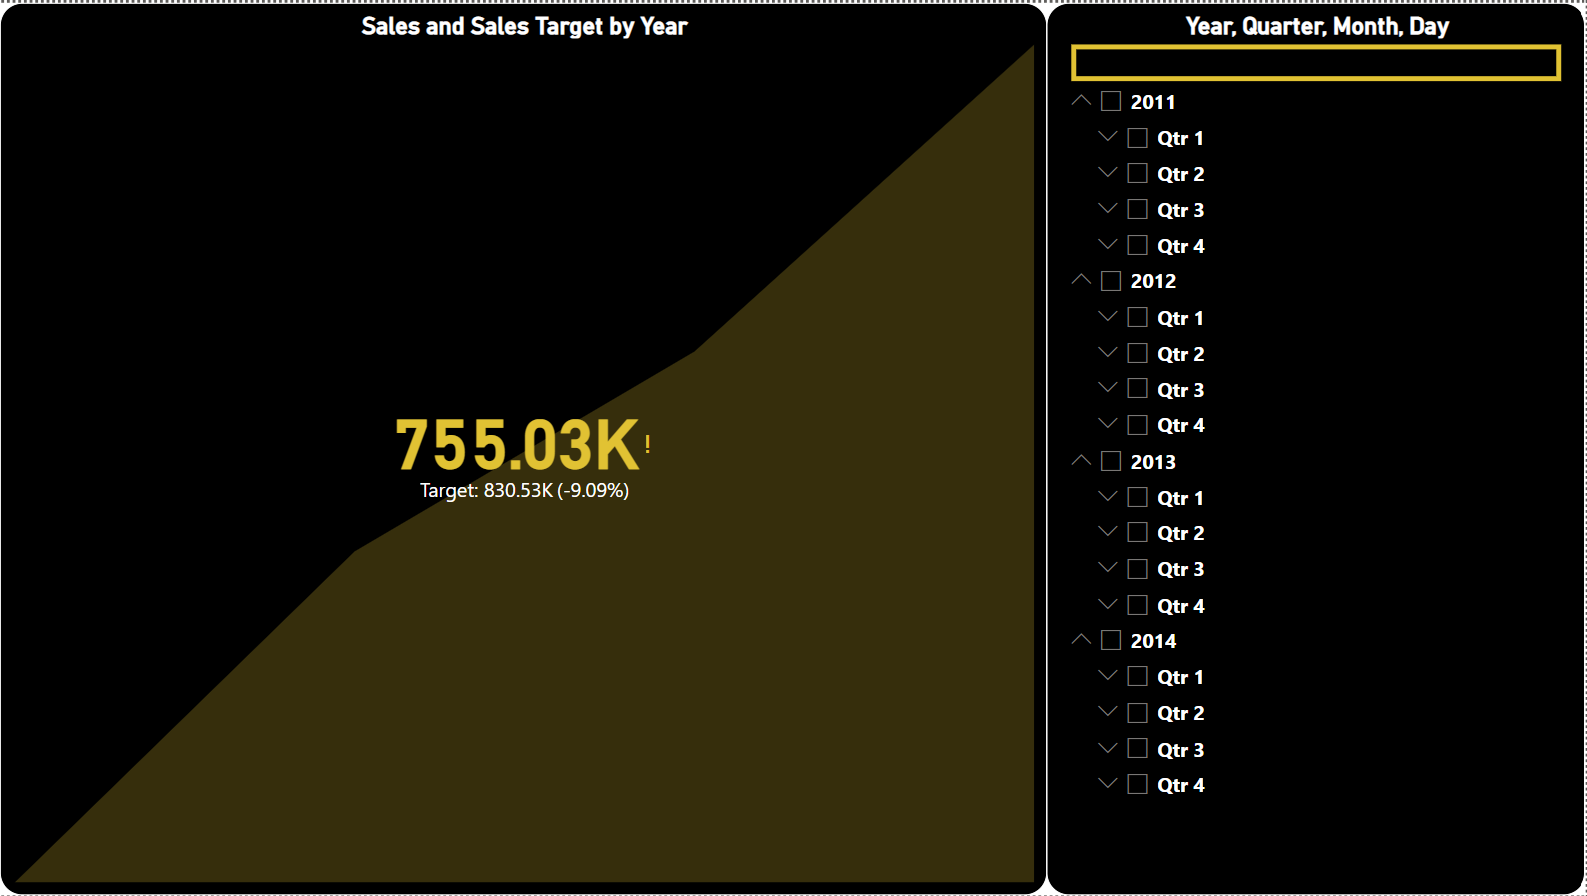 Sales and Sales Target by Year
755.03K!
Target: 830.53K (-9.09%)
Year, Quarter, Month, Day
2011
Qtr 1
Qtr 2
Qtr 3
Qtr 4
2012
Qtr 1
Qtr 2
Qtr 3
Qtr 4
2013
Qtr 1
Qtr 2
Qtr 3
Qtr 4
2014
Qtr 1
Qtr 2
Qtr 3
Qtr 4